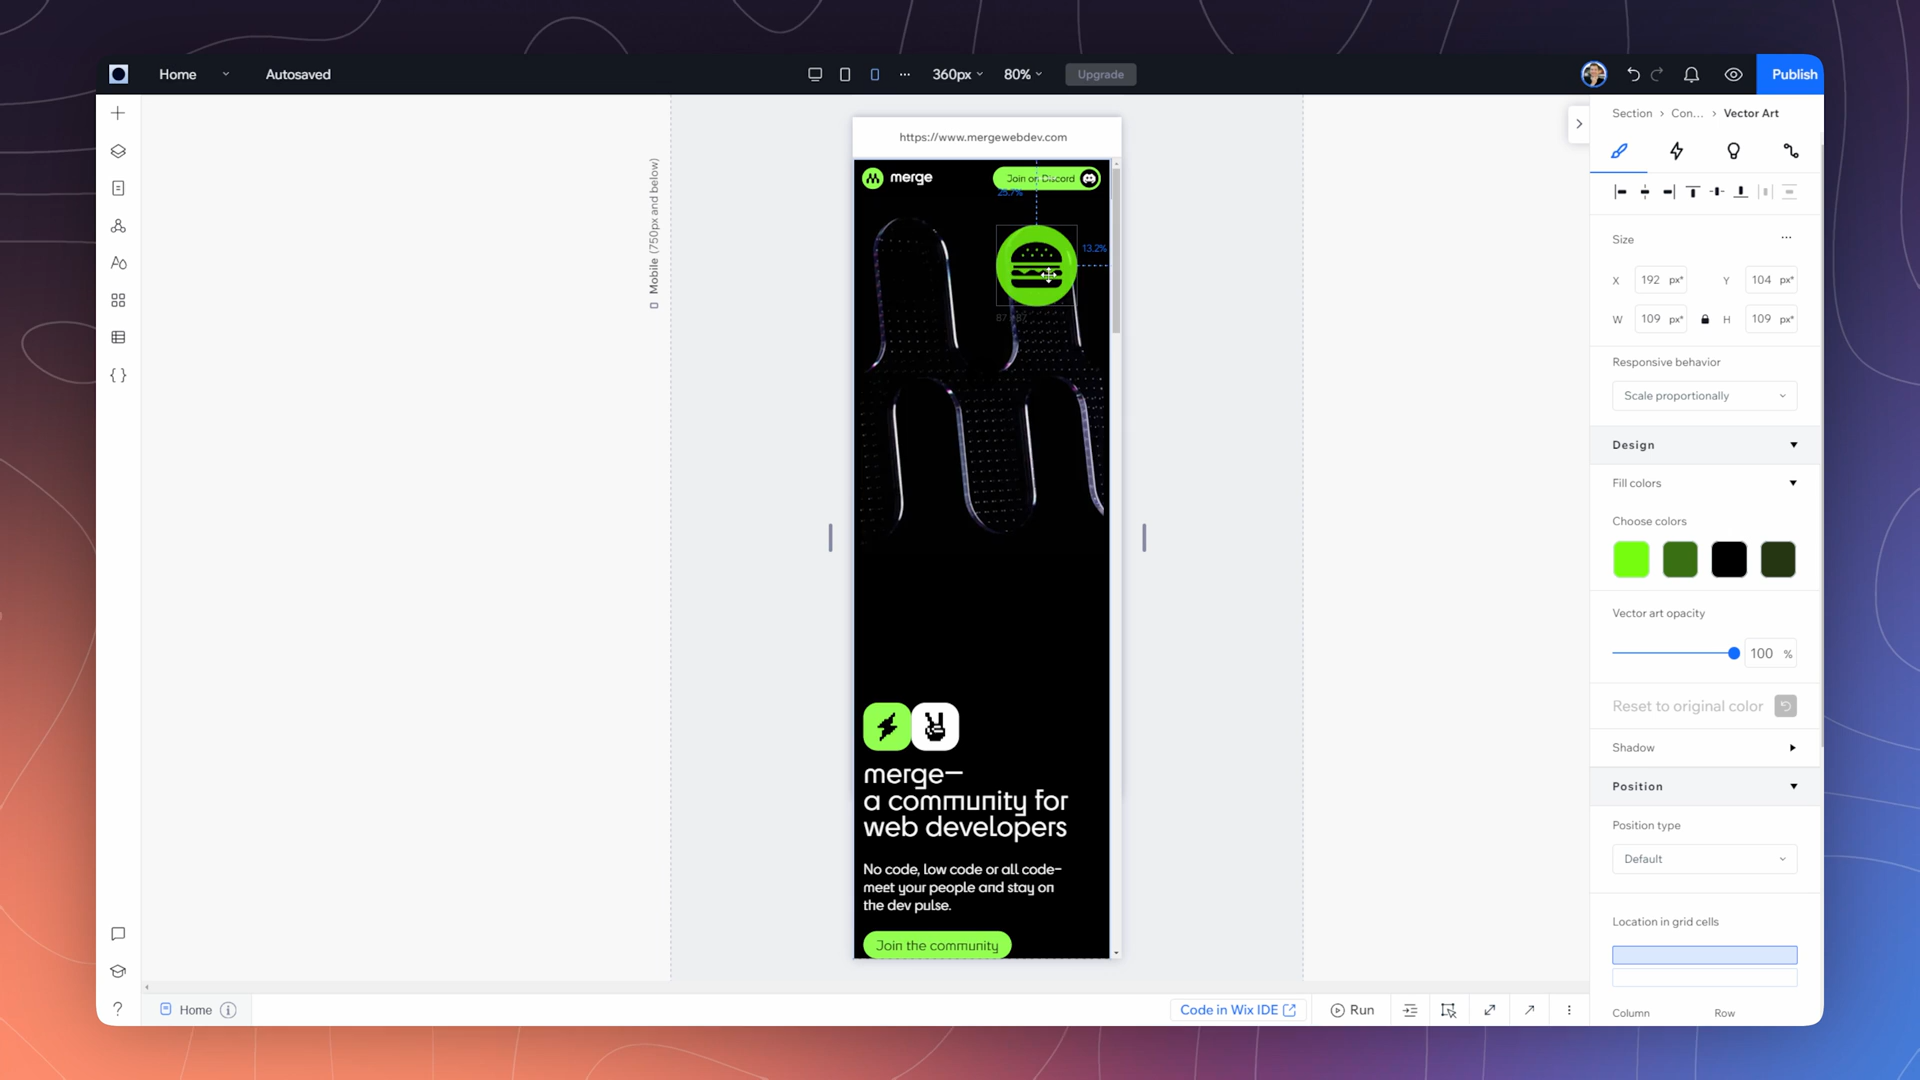 Home
Autosaved
360px
80%
Upgrade
Publish
Section > Con... > Vector Art
https://www.mergewebdev.com
Mobile (750px and below)
merge
Join on Discord
25.7%
13.2%
Size
X 192 px* Y 104 px*
W 109 px* H 109 px*
Responsive behavior
Scale proportionally
Design
Fill colors
Choose colors
Vector art opacity
100 %
Reset to original color
Shadow
Position
Position type
Default
Location in grid cells
Column Row
merge—
a community for
web developers
No code, low code or all code–
meet your people and stay on
the dev pulse.
Join the community
Home
Code in Wix IDE
Run